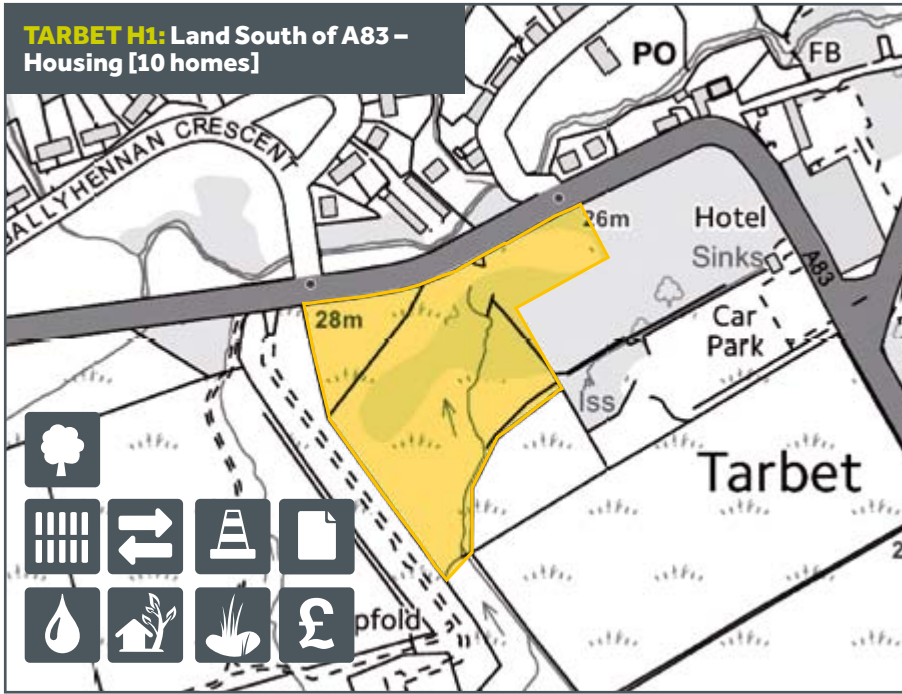 TARBET H1: Land South of A83 –
Housing [10 homes]
PO
FB
BALLYHENNAN CRESCENT
26m
Hotel
Sinks
A83
28m
Car
Park
Iss
Tarbet
2
£
pfold